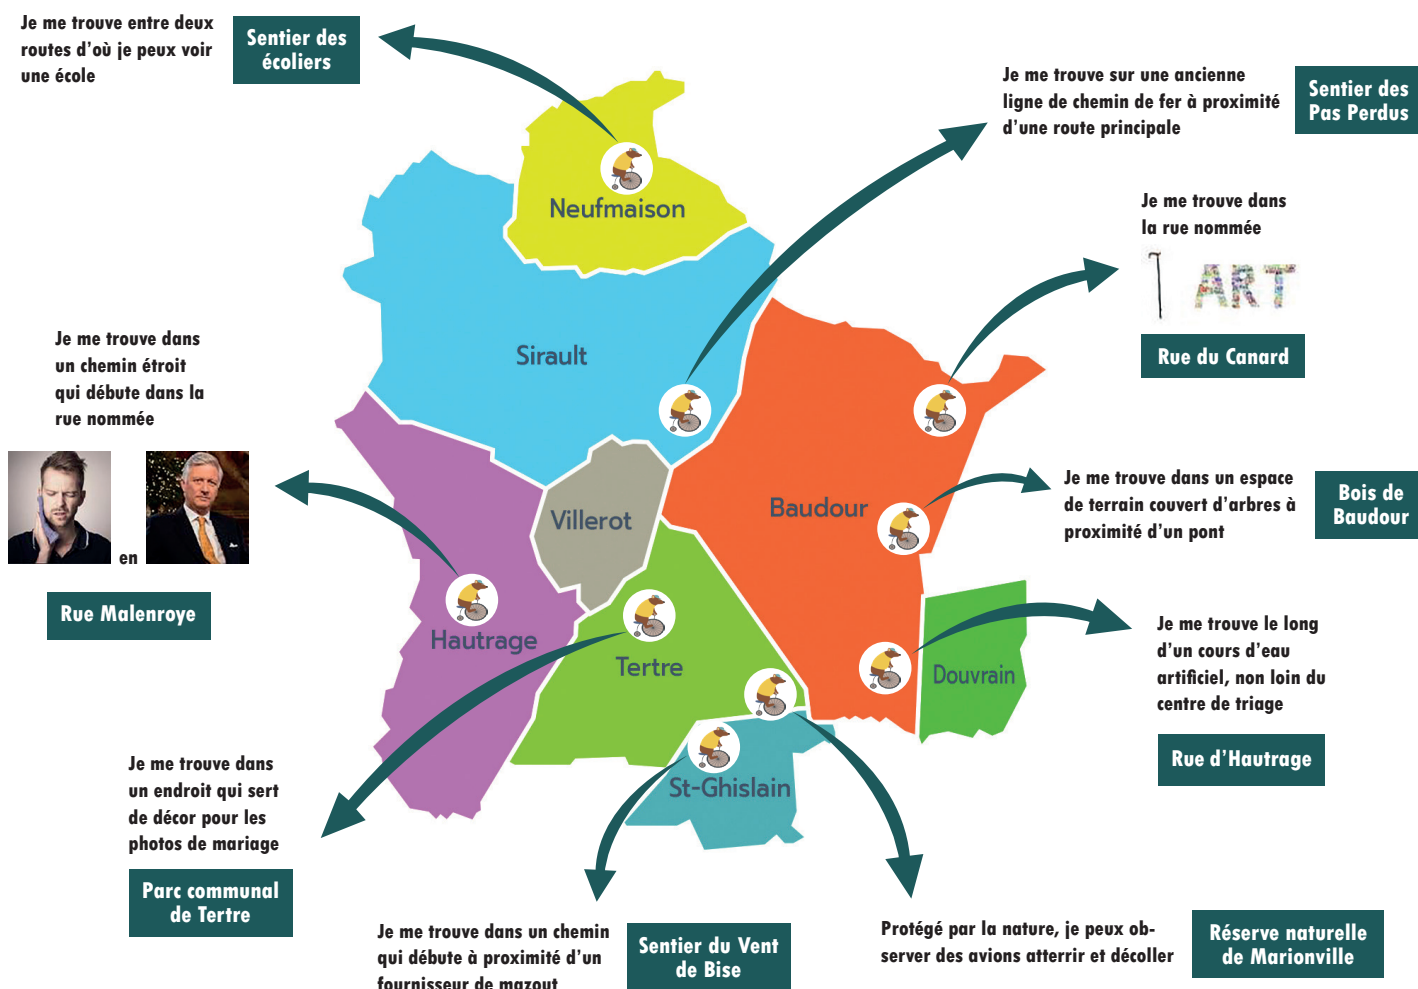 Je me trouve entre deux
routes d'où je peux voir
une école
Sentier des
écoliers
Je me trouve sur une ancienne
ligne de chemin de fer à proximité
d'une route principale
Sentier des
Pas Perdus
Je me trouve dans
la rue nommée
ART
Rue du Canard
Je me trouve dans
un chemin étroit
qui débute dans la
rue nommée
en
Rue Malenroye
Neufmaison
Sirault
Villerot
Baudour
Hautrage
Tertre
Douvrain
St-Ghislain
Je me trouve dans un espace
de terrain couvert d'arbres à
proximité d'un pont
Bois de
Baudour
Je me trouve le long
d'un cours d'eau
artificiel, non loin du
centre de triage
Rue d'Hautrage
Je me trouve dans
un endroit qui sert
de décor pour les
photos de mariage
Parc communal
de Tertre
Je me trouve dans un chemin
qui débute à proximité d'un
fournisseur de mazout
Sentier du Vent
de Bise
Protégé par la nature, je peux ob-
server des avions atterrir et décoller
Réserve naturelle
de Marionville